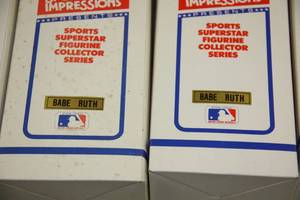 IMPRESSIONS
PRESENTS
SPORTS
SUPERSTAR
FIGURINE
COLLECTOR
SERIES
BABE RUTH
IMPRESSIONS
PRESENTS
SPORTS
SUPERSTAR
FIGURINE
COLLECTOR
SERIES
BABE RUTH